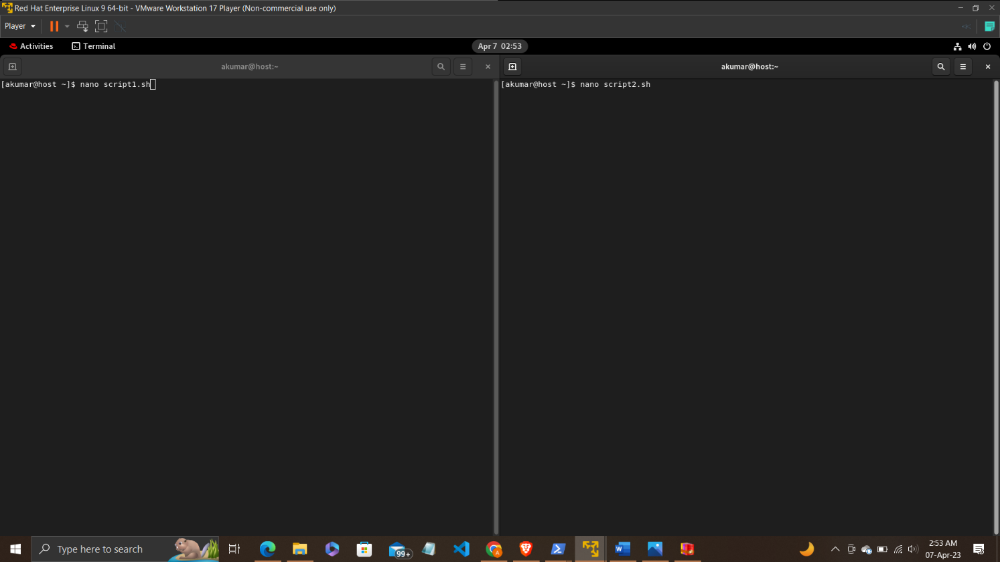 Red Hat Enterprise Linux 9 64-bit - VMware Workstation 17 Player (Non-commercial use only)
Player
Activities Terminal Apr 7 02:53
akumar@host:~ akumar@host:~
[akumar@host ~]$ nano script1.sh [akumar@host ~]$ nano script2.sh
Type here to search 99+ 2:53 AM
07-Apr-23